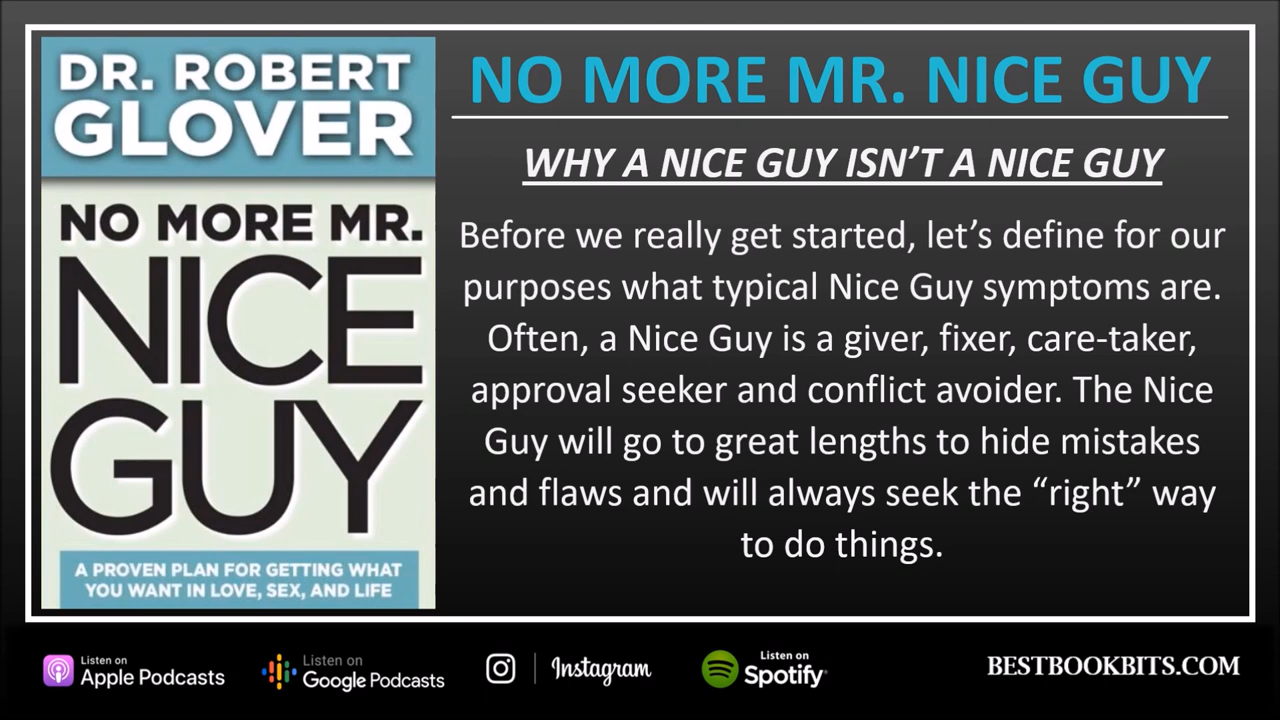 DR. ROBERT
GLOVER
NO MORE MR.
NICE
GUY
A PROVEN PLAN FOR GETTING WHAT
YOU WANT IN LOVE, SEX, AND LIFE
NO MORE MR. NICE GUY
WHY A NICE GUY ISN’T A NICE GUY
Before we really get started, let’s define for our
purposes what typical Nice Guy symptoms are.
Often, a Nice Guy is a giver, fixer, care-taker,
approval seeker and conflict avoider. The Nice
Guy will go to great lengths to hide mistakes
and flaws and will always seek the “right” way
to do things.
Listen on
Apple Podcasts
Listen on
Google Podcasts
Instagram
Listen on
Spotify
BESTBOOKBITS.COM